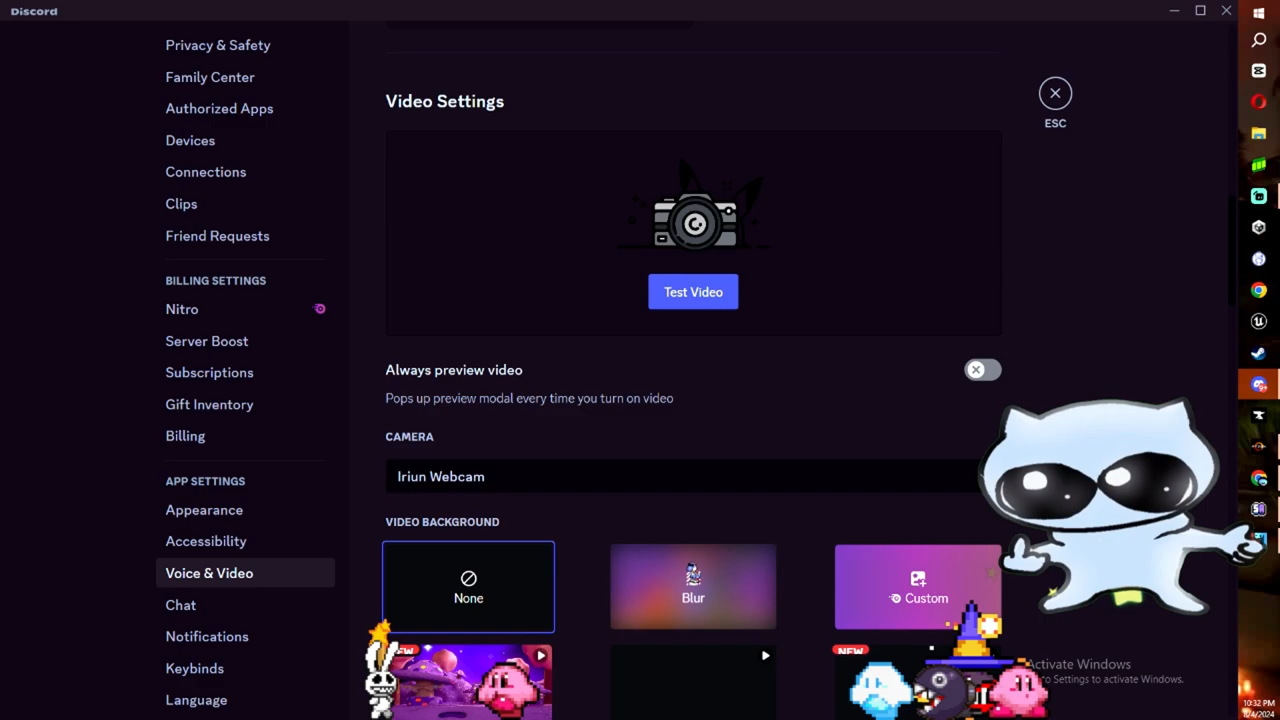 Discord
Privacy & Safety
Family Center
Authorized Apps
Devices
Connections
Clips
Friend Requests
BILLING SETTINGS
Nitro
Server Boost
Subscriptions
Gift Inventory
Billing
APP SETTINGS
Appearance
Accessibility
Voice & Video
Chat
Notifications
Keybinds
Language
Video Settings
ESC
Test Video
Always preview video
Pops up preview modal every time you turn on video
CAMERA
Iriun Webcam
VIDEO BACKGROUND
None
Blur
Custom
NEW
Activate Windows
to Settings to activate Windows.
10:32 PM